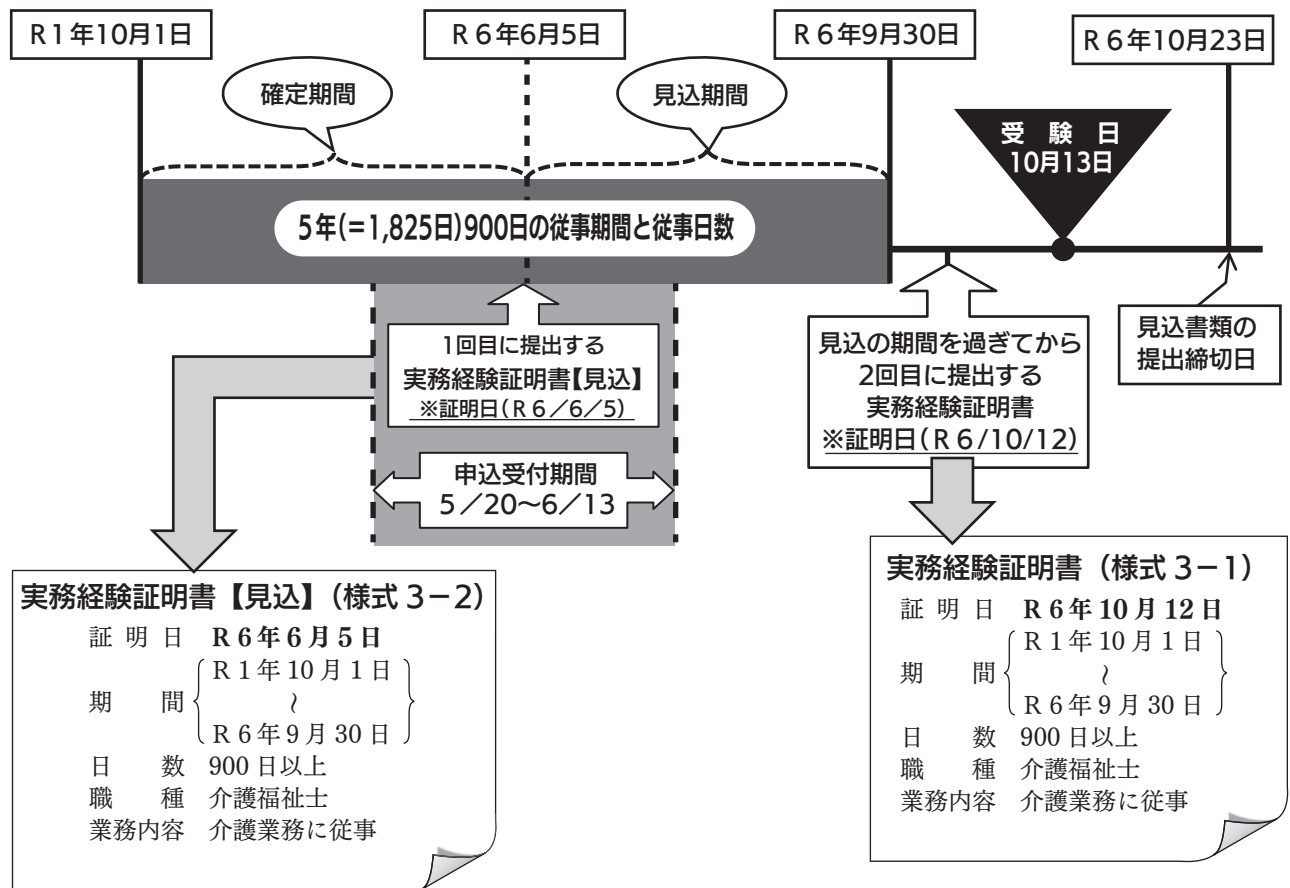 R1年10月1日
R6年6月5日
R6年9月30日
R6年10月23日
確定期間
見込期間
受験日
10月13日
5年(=1,825日)900日の従事期間と従事日数
1回目に提出する
実務経験証明書【見込】
※証明日(R6/6/5)
申込受付期間
5/20〜6/13
見込の期間を過ぎてから
2回目に提出する
実務経験証明書
※証明日(R6/10/12)
見込書類の
提出締切日
実務経験証明書【見込】(様式3-2)
証明日 R6年6月5日
R1年10月1日
期間 〜
R6年9月30日
日数 900日以上
職種 介護福祉士
業務内容 介護業務に従事
実務経験証明書(様式3-1)
証明日 R6年10月12日
R1年10月1日
期間 〜
R6年9月30日
日数 900日以上
職種 介護福祉士
業務内容 介護業務に従事